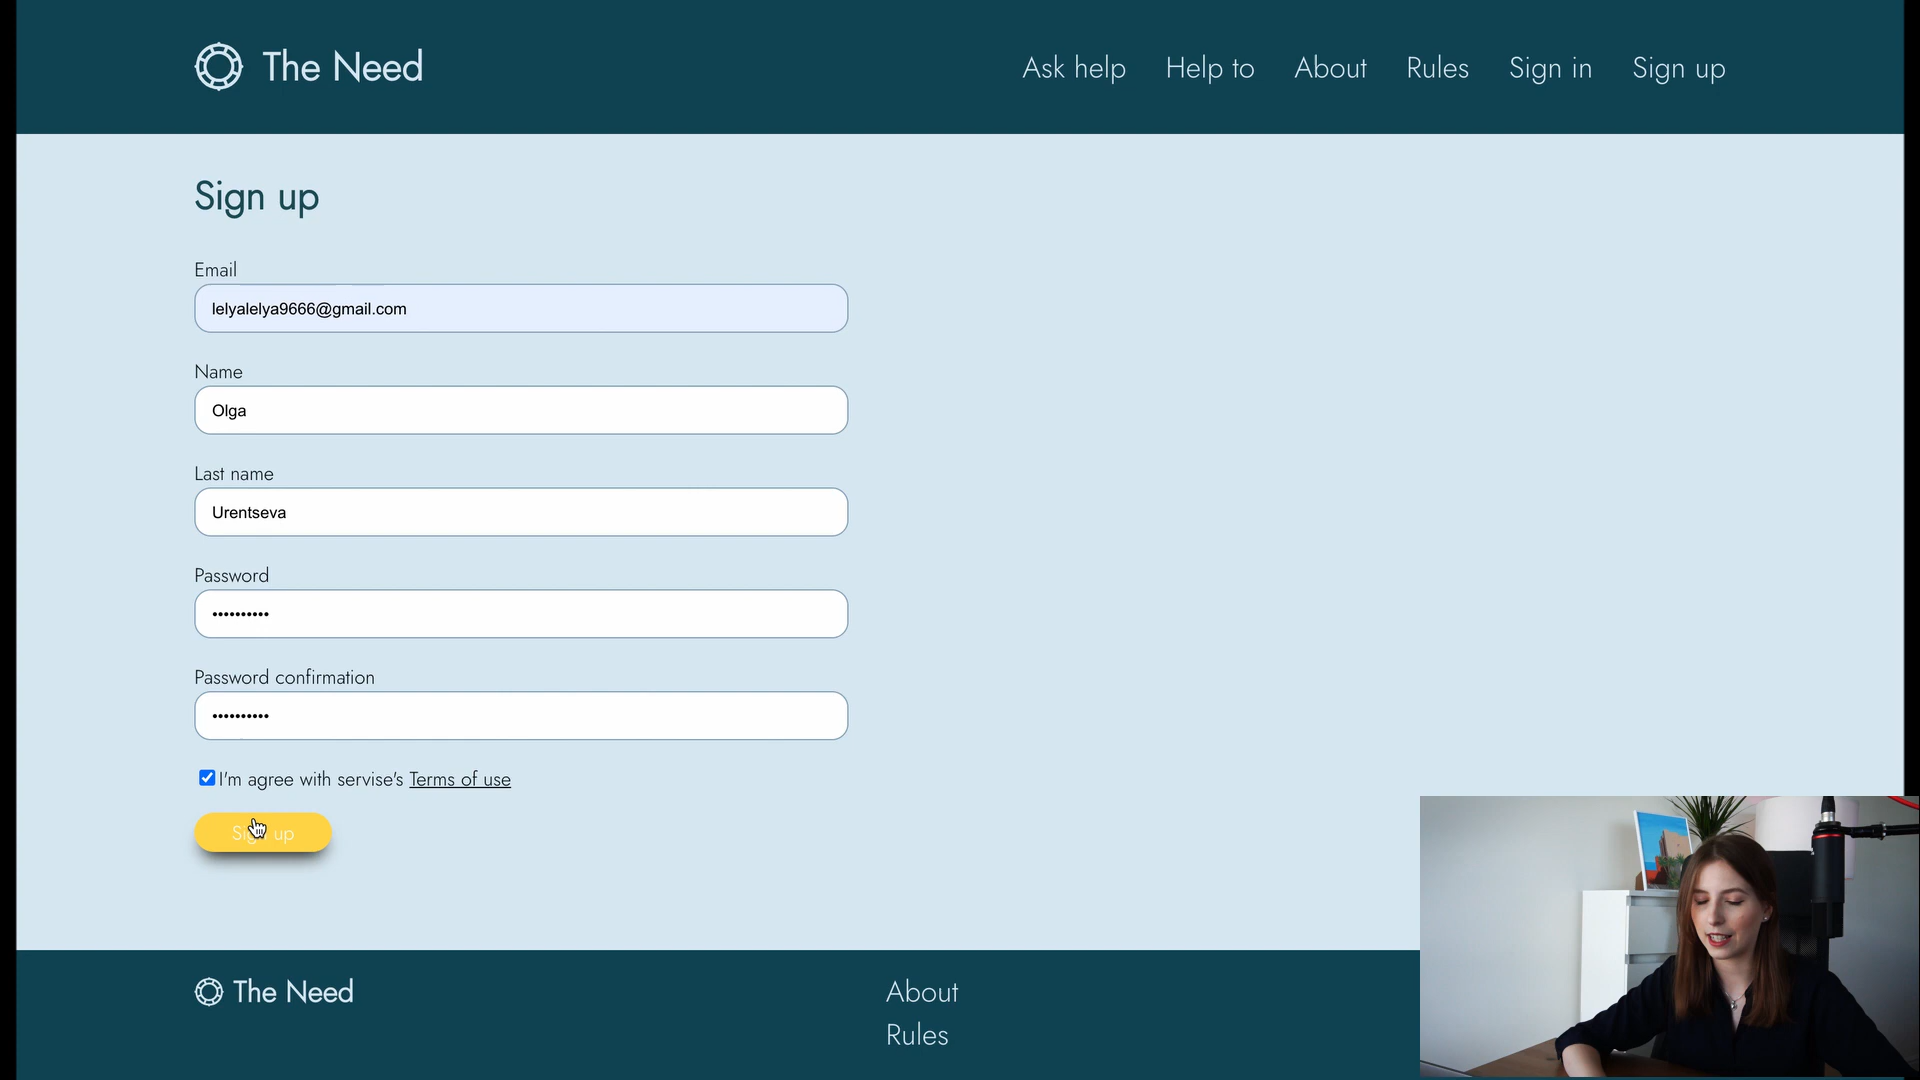 The Need
Ask help Help to About Rules Sign in Sign up
Sign up
Email
lelyalelya9666@gmail.com
Name
Olga
Last name
Urentseva
Password
••••••••••
Password confirmation
••••••••••
I'm agree with servise's Terms of use
Sign up
The Need
About
Rules